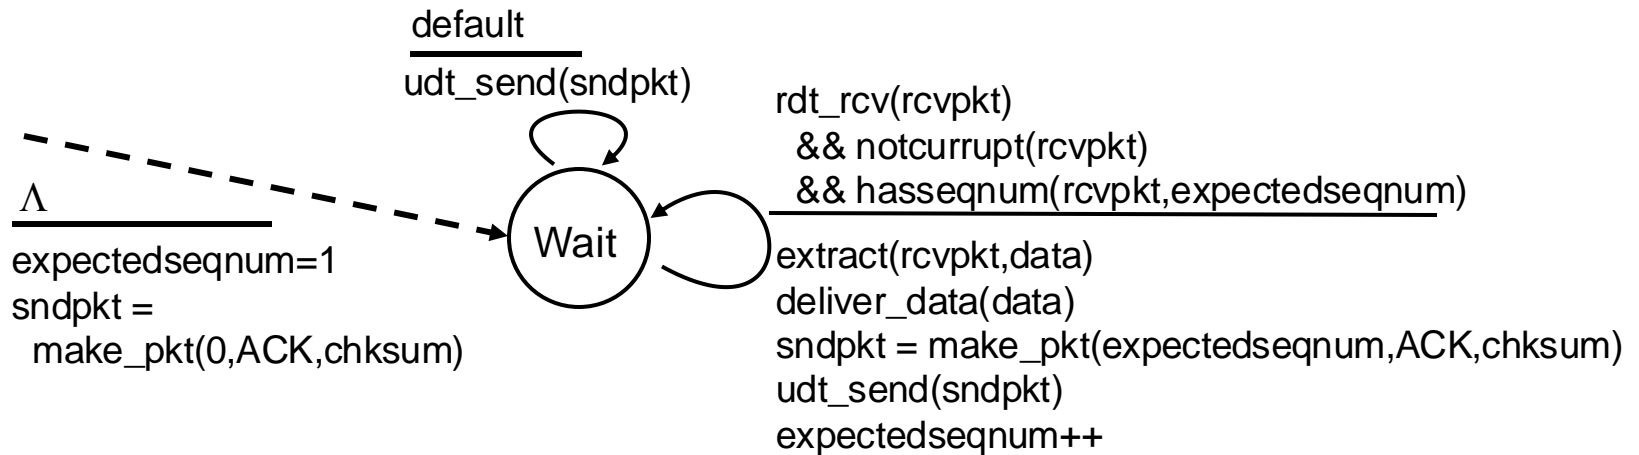 default
udt_send(sndpkt)
rdt_rcv(rcvpkt)
&& notcurrupt(rcvpkt)
&& hasseqnum(rcvpkt,expectedseqnum)
Λ
expectedseqnum=1
sndpkt =
make_pkt(0,ACK,chksum)
Wait
extract(rcvpkt,data)
deliver_data(data)
sndpkt = make_pkt(expectedseqnum,ACK,chksum)
udt_send(sndpkt)
expectedseqnum++